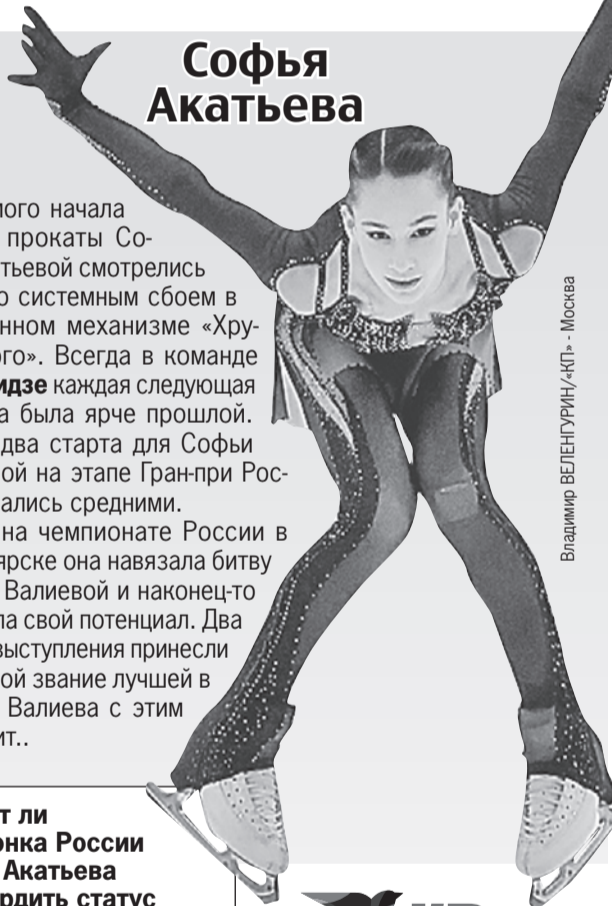 Софья
Акатьева
мого начала
прокаты Со-
тьевой смотрелись
о системным сбоем в
нном механизме «Хру-
ого». Всегда в команде
идзе каждая следующая
а была ярче прошлой.
два старта для Софьи
ой на этапе Гран-при Рос-
ались средними.
на чемпионате России в
ярске она навязала битву
Валиевой и наконец-то
ла свой потенциал. Два
выступления принесли
ой звание лучшей в
Валиева с этим
ит..
т ли
онка России
Акатьева
рдить статус
Владимир ВЕЛЕНГУРИН/«КП» - Москва